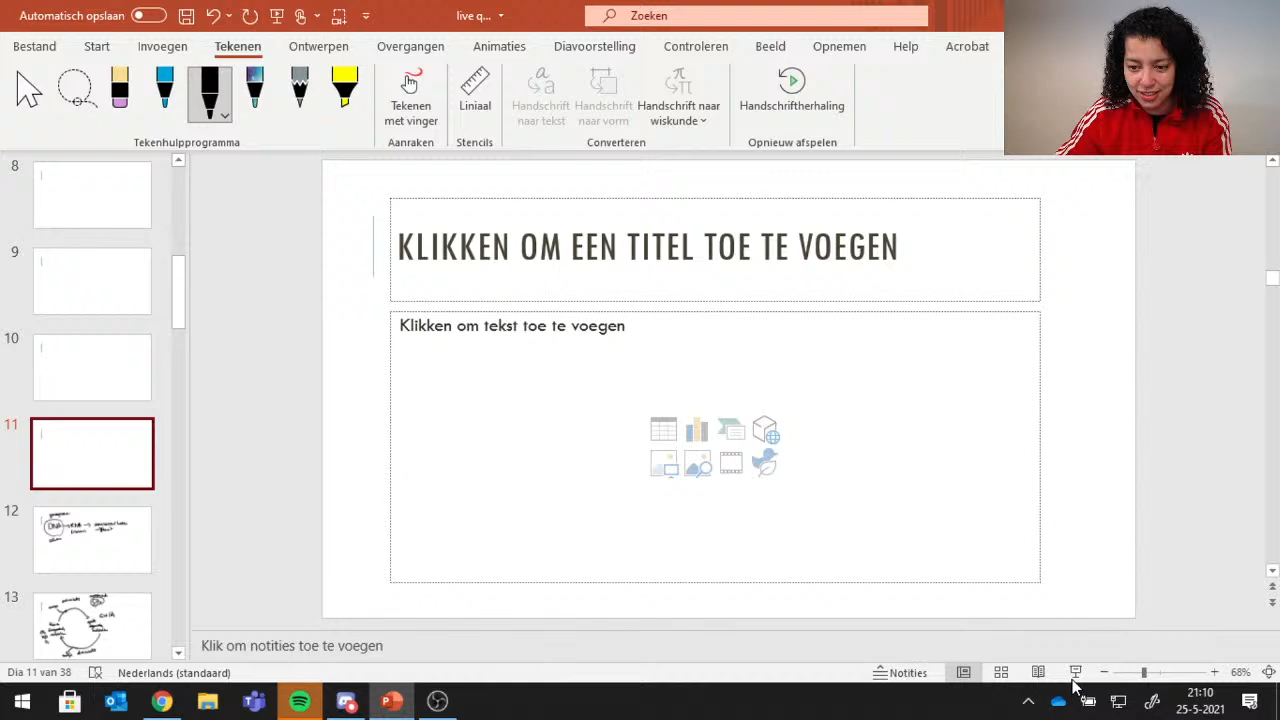 Automatisch opslaan
live q...
Zoeken
Bestand Start Invoegen Tekenen Ontwerpen Overgangen Animaties Diavoorstelling Controleren Beeld Opnemen Help Acrobat
Tekenen met vinger
Liniaal
Handschrift naar tekst
Handschrift naar vorm
Handschrift naar wiskunde
Handschriftherhaling
Tekenhulpprogramma
Aanraken
Stencils
Converteren
Opnieuw afspelen
8
9
10
11
12
DNA
13
KLIKKEN OM EEN TITEL TOE TE VOEGEN
Klikken om tekst toe te voegen
Klik om notities toe te voegen
Dia 11 van 38
Nederlands (standaard)
Notities
68%
21:10
25-5-2021